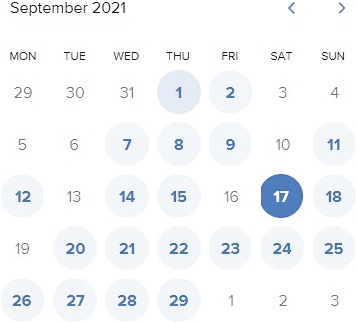 September 2021 < >
MON TUE WED THU FRI SAT SUN
29 30 31 1 2 3 4
5 6 7 8 9 10 11
12 13 14 15 16 17 18
19 20 21 22 23 24 25
26 27 28 29 1 2 3